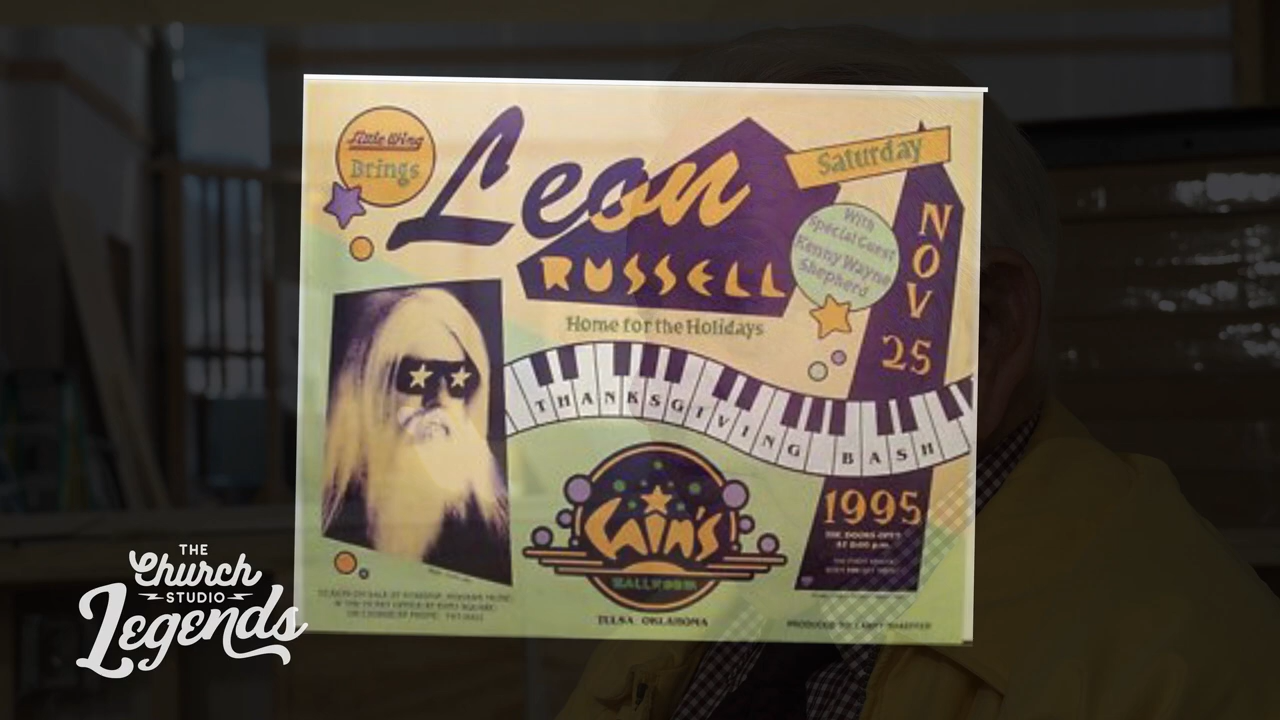 Little Wing
Brings
Leon
RUSSELL
Saturday
NOV
25
With
Special Guest
Kenny Wayne
Shepherd
Home for the Holidays
THANKSGIVING BASH
Cain's
BALLROOM
TULSA OKLAHOMA
1995
THE
Church
STUDIO
Legends